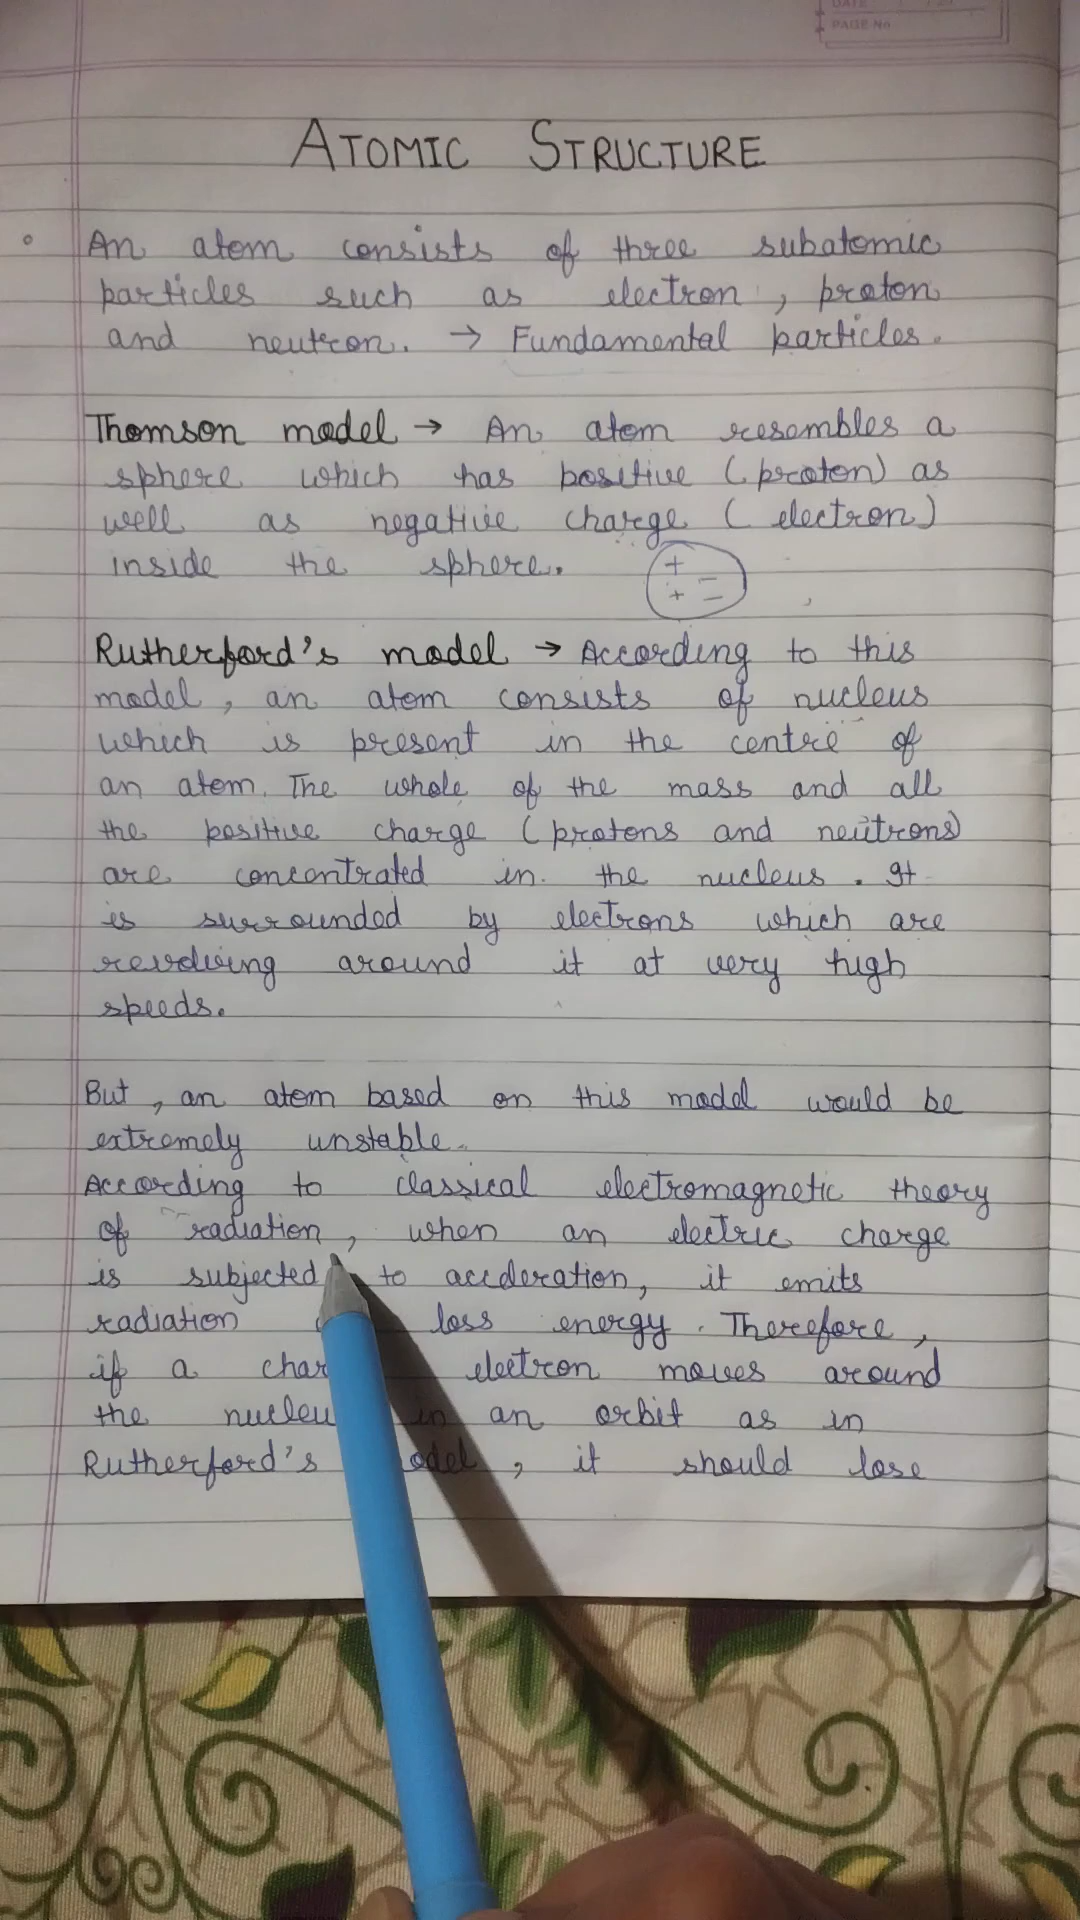 DATE
PAGE No.
ATOMIC STRUCTURE
An atom consists of three subatomic
particles such as electron, proton
and neutron. → Fundamental particles.
Thomson model → An atom resembles a
sphere which has positive (proton) as
well as negative charge (electron)
inside the sphere.
+
+ =
Rutherford's model → According to this
model, an atom consists of nucleus
which is present in the centre of
an atom. The whole of the mass and all
the positive charge (protons and neutrons)
are concentrated in the nucleus. It
is surrounded by electrons which are
revolving around it at very high
speeds.
But, an atom based on this model would be
extremely unstable.
According to classical electromagnetic theory
of radiation, when an electric charge
is subjected to acceleration, it emits
radiation loss energy. Therefore,
if a char electron moves around
the nucleu in an orbit as in
Rutherford's odel, it should lose